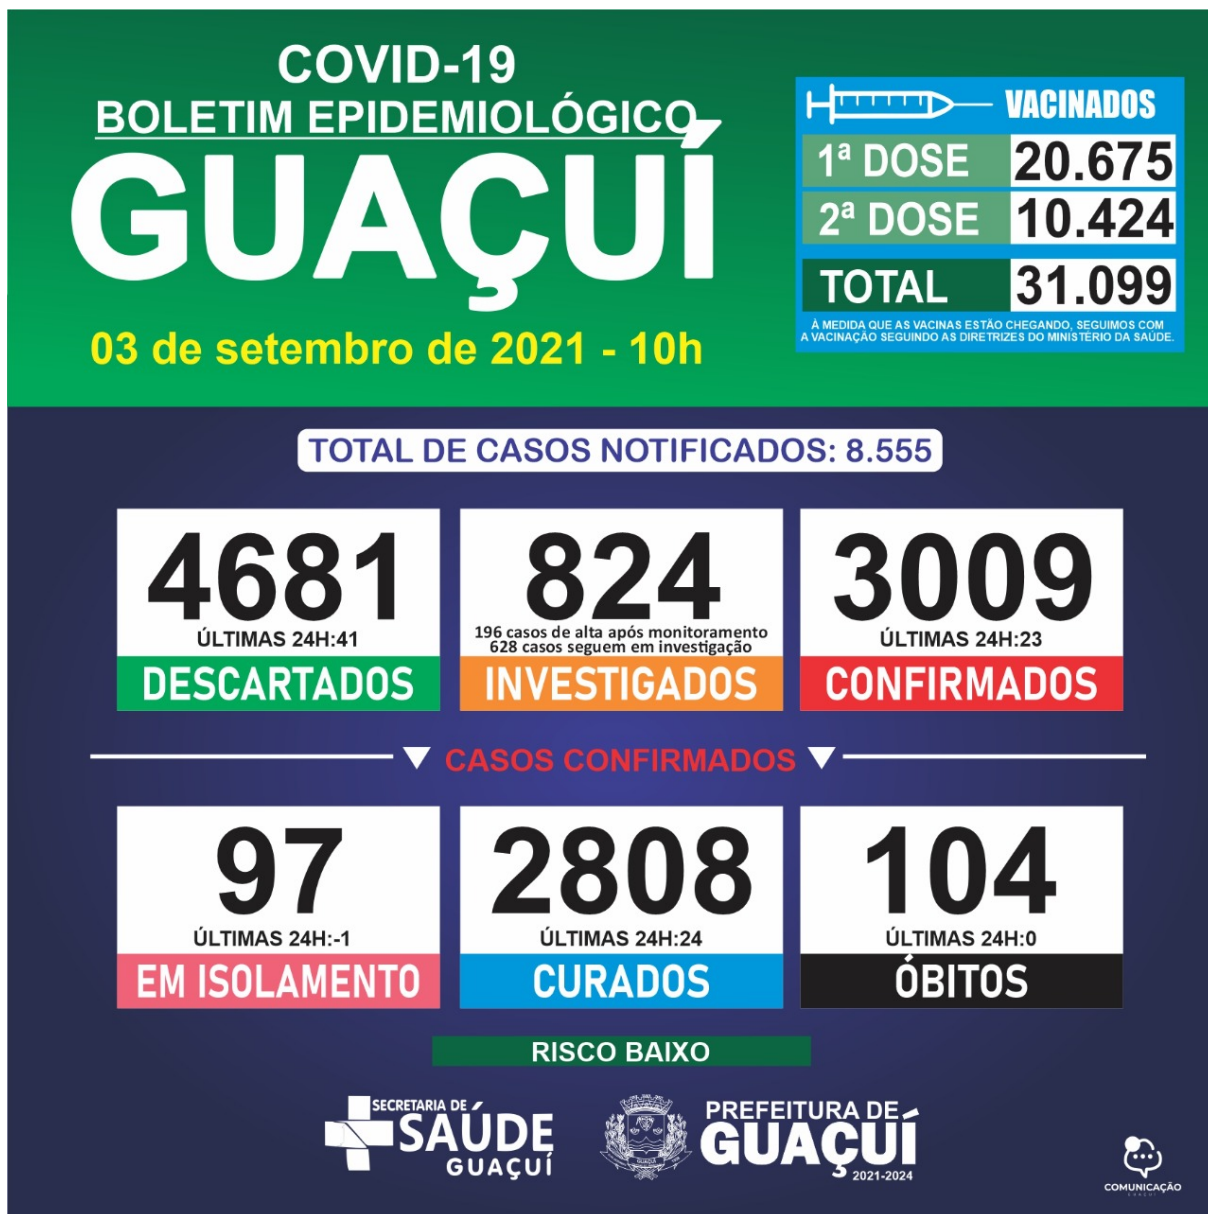 COVID-19
BOLETIM EPIDEMIOLÓGICO
GUAÇUÍ
03 de setembro de 2021 - 10h
VACINADOS
1ª DOSE 20.675
2ª DOSE 10.424
TOTAL 31.099
À MEDIDA QUE AS VACINAS ESTÃO CHEGANDO, SEGUIMOS COM
A VACINAÇÃO SEGUINDO AS DIRETRIZES DO MINISTÉRIO DA SAÚDE.
TOTAL DE CASOS NOTIFICADOS: 8.555
4681
ÚLTIMAS 24H:41
DESCARTADOS
824
196 casos de alta após monitoramento
628 casos seguem em investigação
INVESTIGADOS
3009
ÚLTIMAS 24H:23
CONFIRMADOS
CASOS CONFIRMADOS
97
ÚLTIMAS 24H:-1
EM ISOLAMENTO
2808
ÚLTIMAS 24H:24
CURADOS
104
ÚLTIMAS 24H:0
ÓBITOS
RISCO BAIXO
SECRETARIA DE
SAÚDE
GUAÇUÍ
GUAÇUÍ
PREFEITURA DE
GUAÇUÍ
2021-2024
COMUNICAÇÃO
GUAÇUÍ